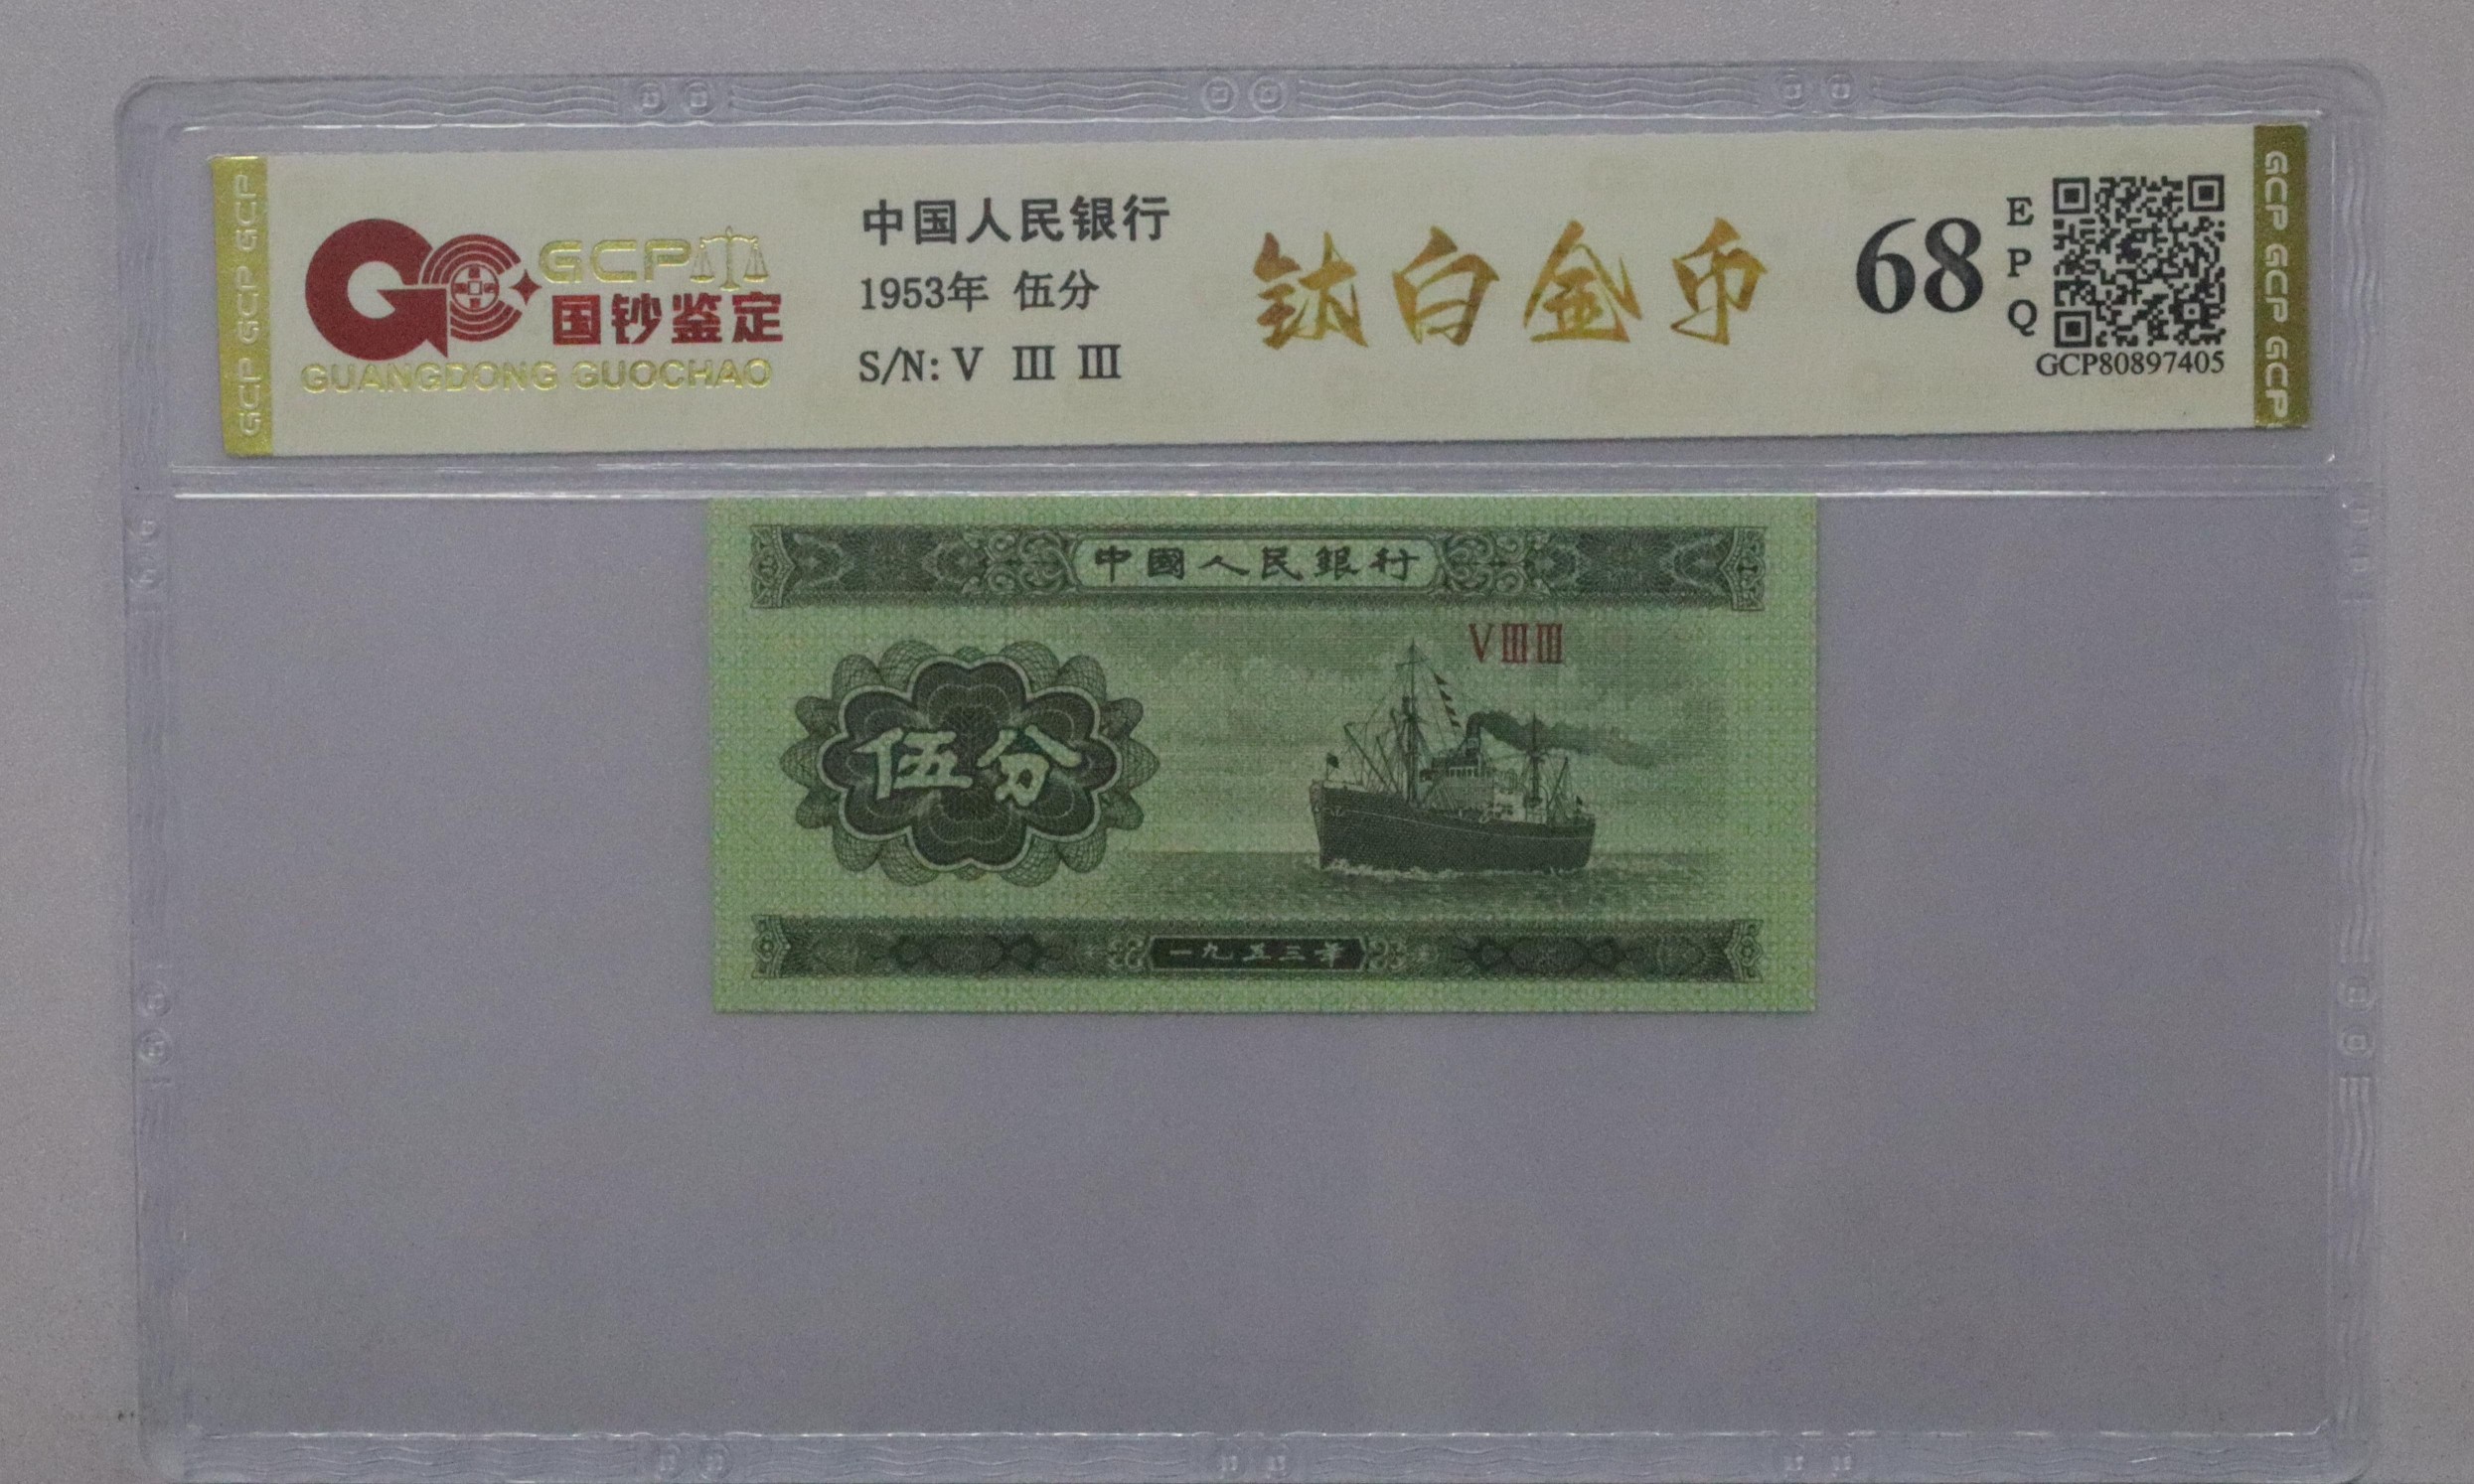 GCP GCP GCP
GCP
国钞鉴定
GUANGDONG GUOCHAO
中国人民银行
1953年 伍分
S/N: V III III
钛白金币
68
E
P
Q
GCP80897405
GCP GCP GCP
中國人民銀行
V III III
伍分
一九五三年